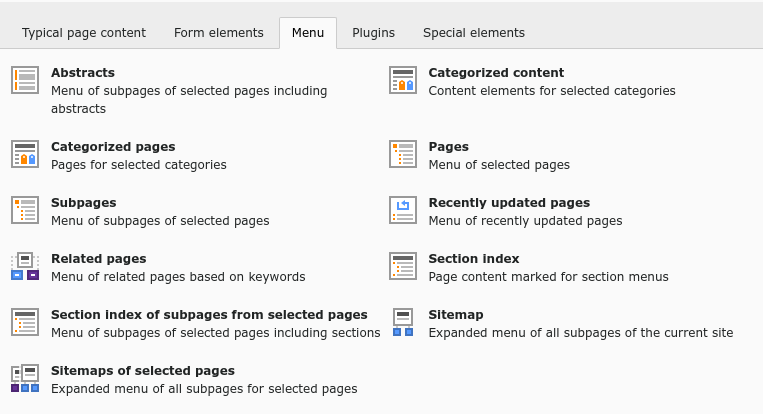 Typical page content
Form elements
Menu
Plugins
Special elements
Abstracts
Menu of subpages of selected pages including
abstracts
Categorized content
Content elements for selected categories
Categorized pages
Pages for selected categories
Pages
Menu of selected pages
Subpages
Menu of subpages of selected pages
Recently updated pages
Menu of recently updated pages
Related pages
Menu of related pages based on keywords
Section index
Page content marked for section menus
Section index of subpages from selected pages
Menu of subpages of selected pages including sections
Sitemap
Expanded menu of all subpages of the current site
Sitemaps of selected pages
Expanded menu of all subpages for selected pages